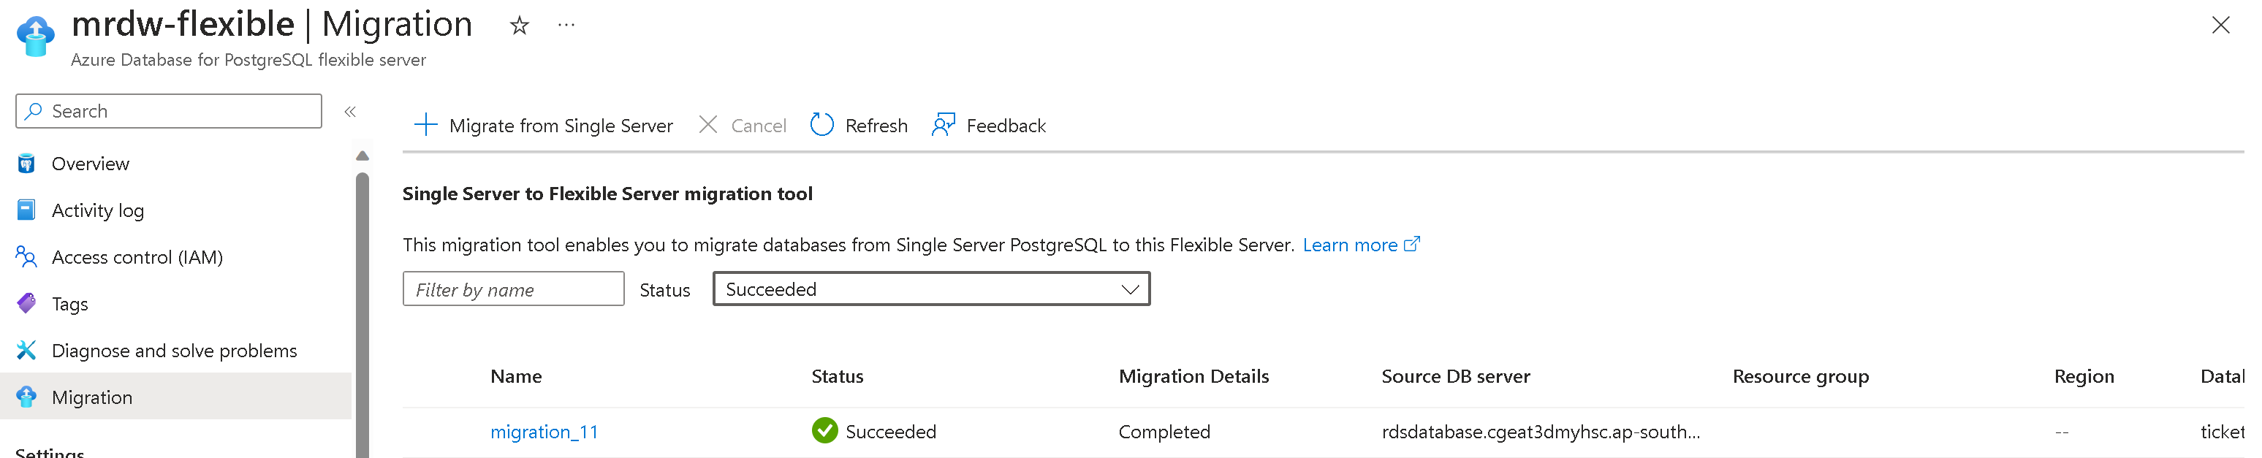 mrdw-flexible | Migration
Azure Database for PostgreSQL flexible server
Search
Overview
Activity log
Access control (IAM)
Tags
Diagnose and solve problems
Migration
Settings
Migrate from Single Server Cancel Refresh Feedback
Single Server to Flexible Server migration tool
This migration tool enables you to migrate databases from Single Server PostgreSQL to this Flexible Server. Learn more
Filter by name Status Succeeded
Name Status Migration Details Source DB server Resource group Region Datal
migration_11 Succeeded Completed rdsdatabase.cgeat3dmyhsc.ap-south... -- ticket